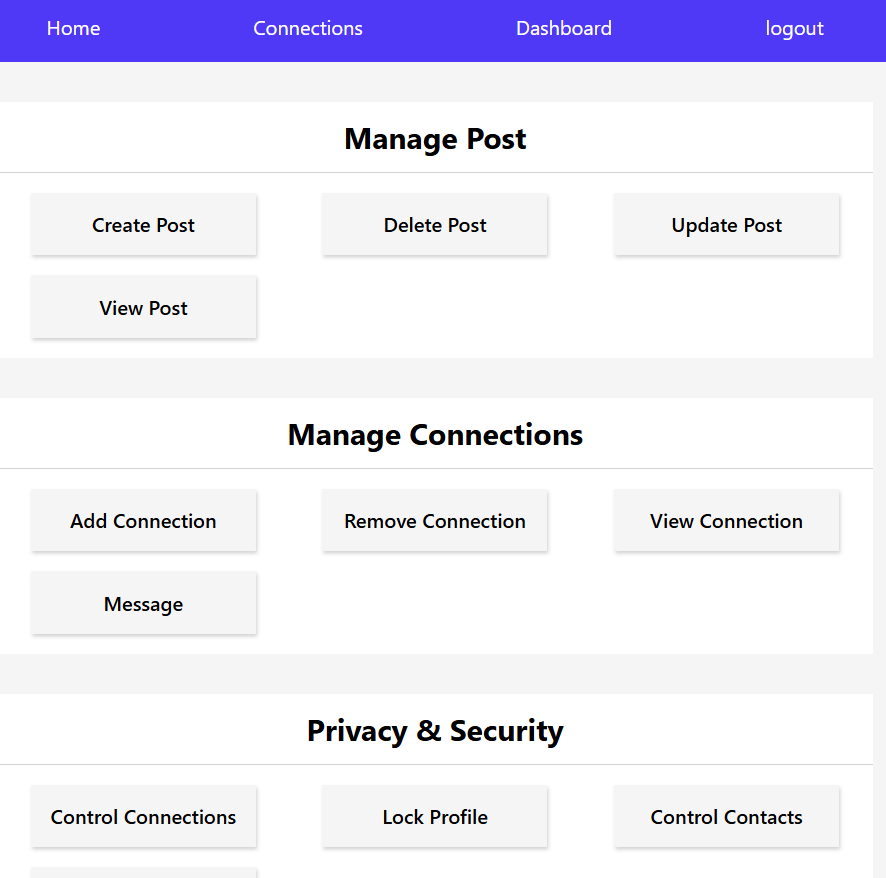 Home Connections Dashboard logout
Manage Post
Create Post Delete Post Update Post
View Post
Manage Connections
Add Connection Remove Connection View Connection
Message
Privacy & Security
Control Connections Lock Profile Control Contacts